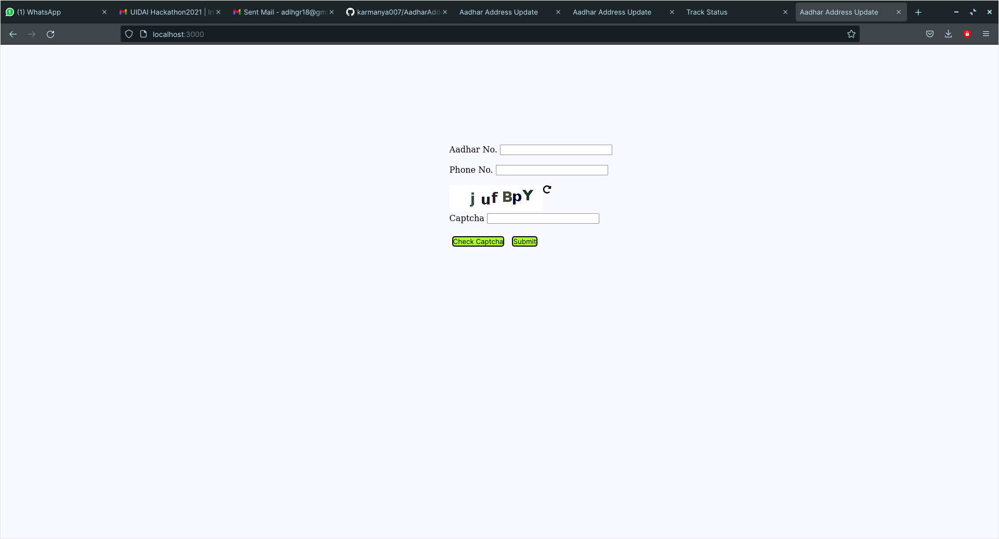 (1) WhatsApp
UIDAI Hackathon2021 | In
Sent Mail - adihgr18@gm
karmanya007/AadharAdd
Aadhar Address Update
Aadhar Address Update
Track Status
Aadhar Address Update
localhost:3000
Aadhar No.
Phone No.
j uf BpY
Captcha
Check Captcha Submit